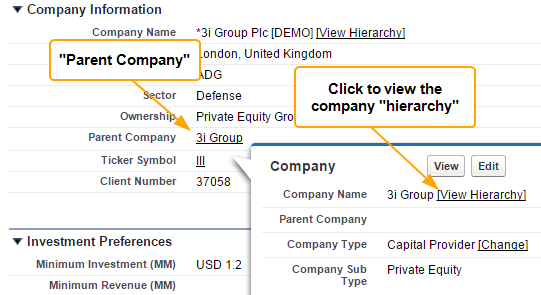 Company Information
Company Name *3i Group Plc [DEMO] [View Hierarchy]
"Parent Company"
London, United Kingdom
ADG
Click to view the
company "hierarchy"
Sector Defense
Ownership Private Equity Gro
Parent Company 3i Group
Ticker Symbol III
Client Number 37058
Company View Edit
Company Name 3i Group [View Hierarchy]
Parent Company
Company Type Capital Provider [Change]
Company Sub
Type Private Equity
Investment Preferences
Minimum Investment (MM) USD 1.2
Minimum Revenue (MM)